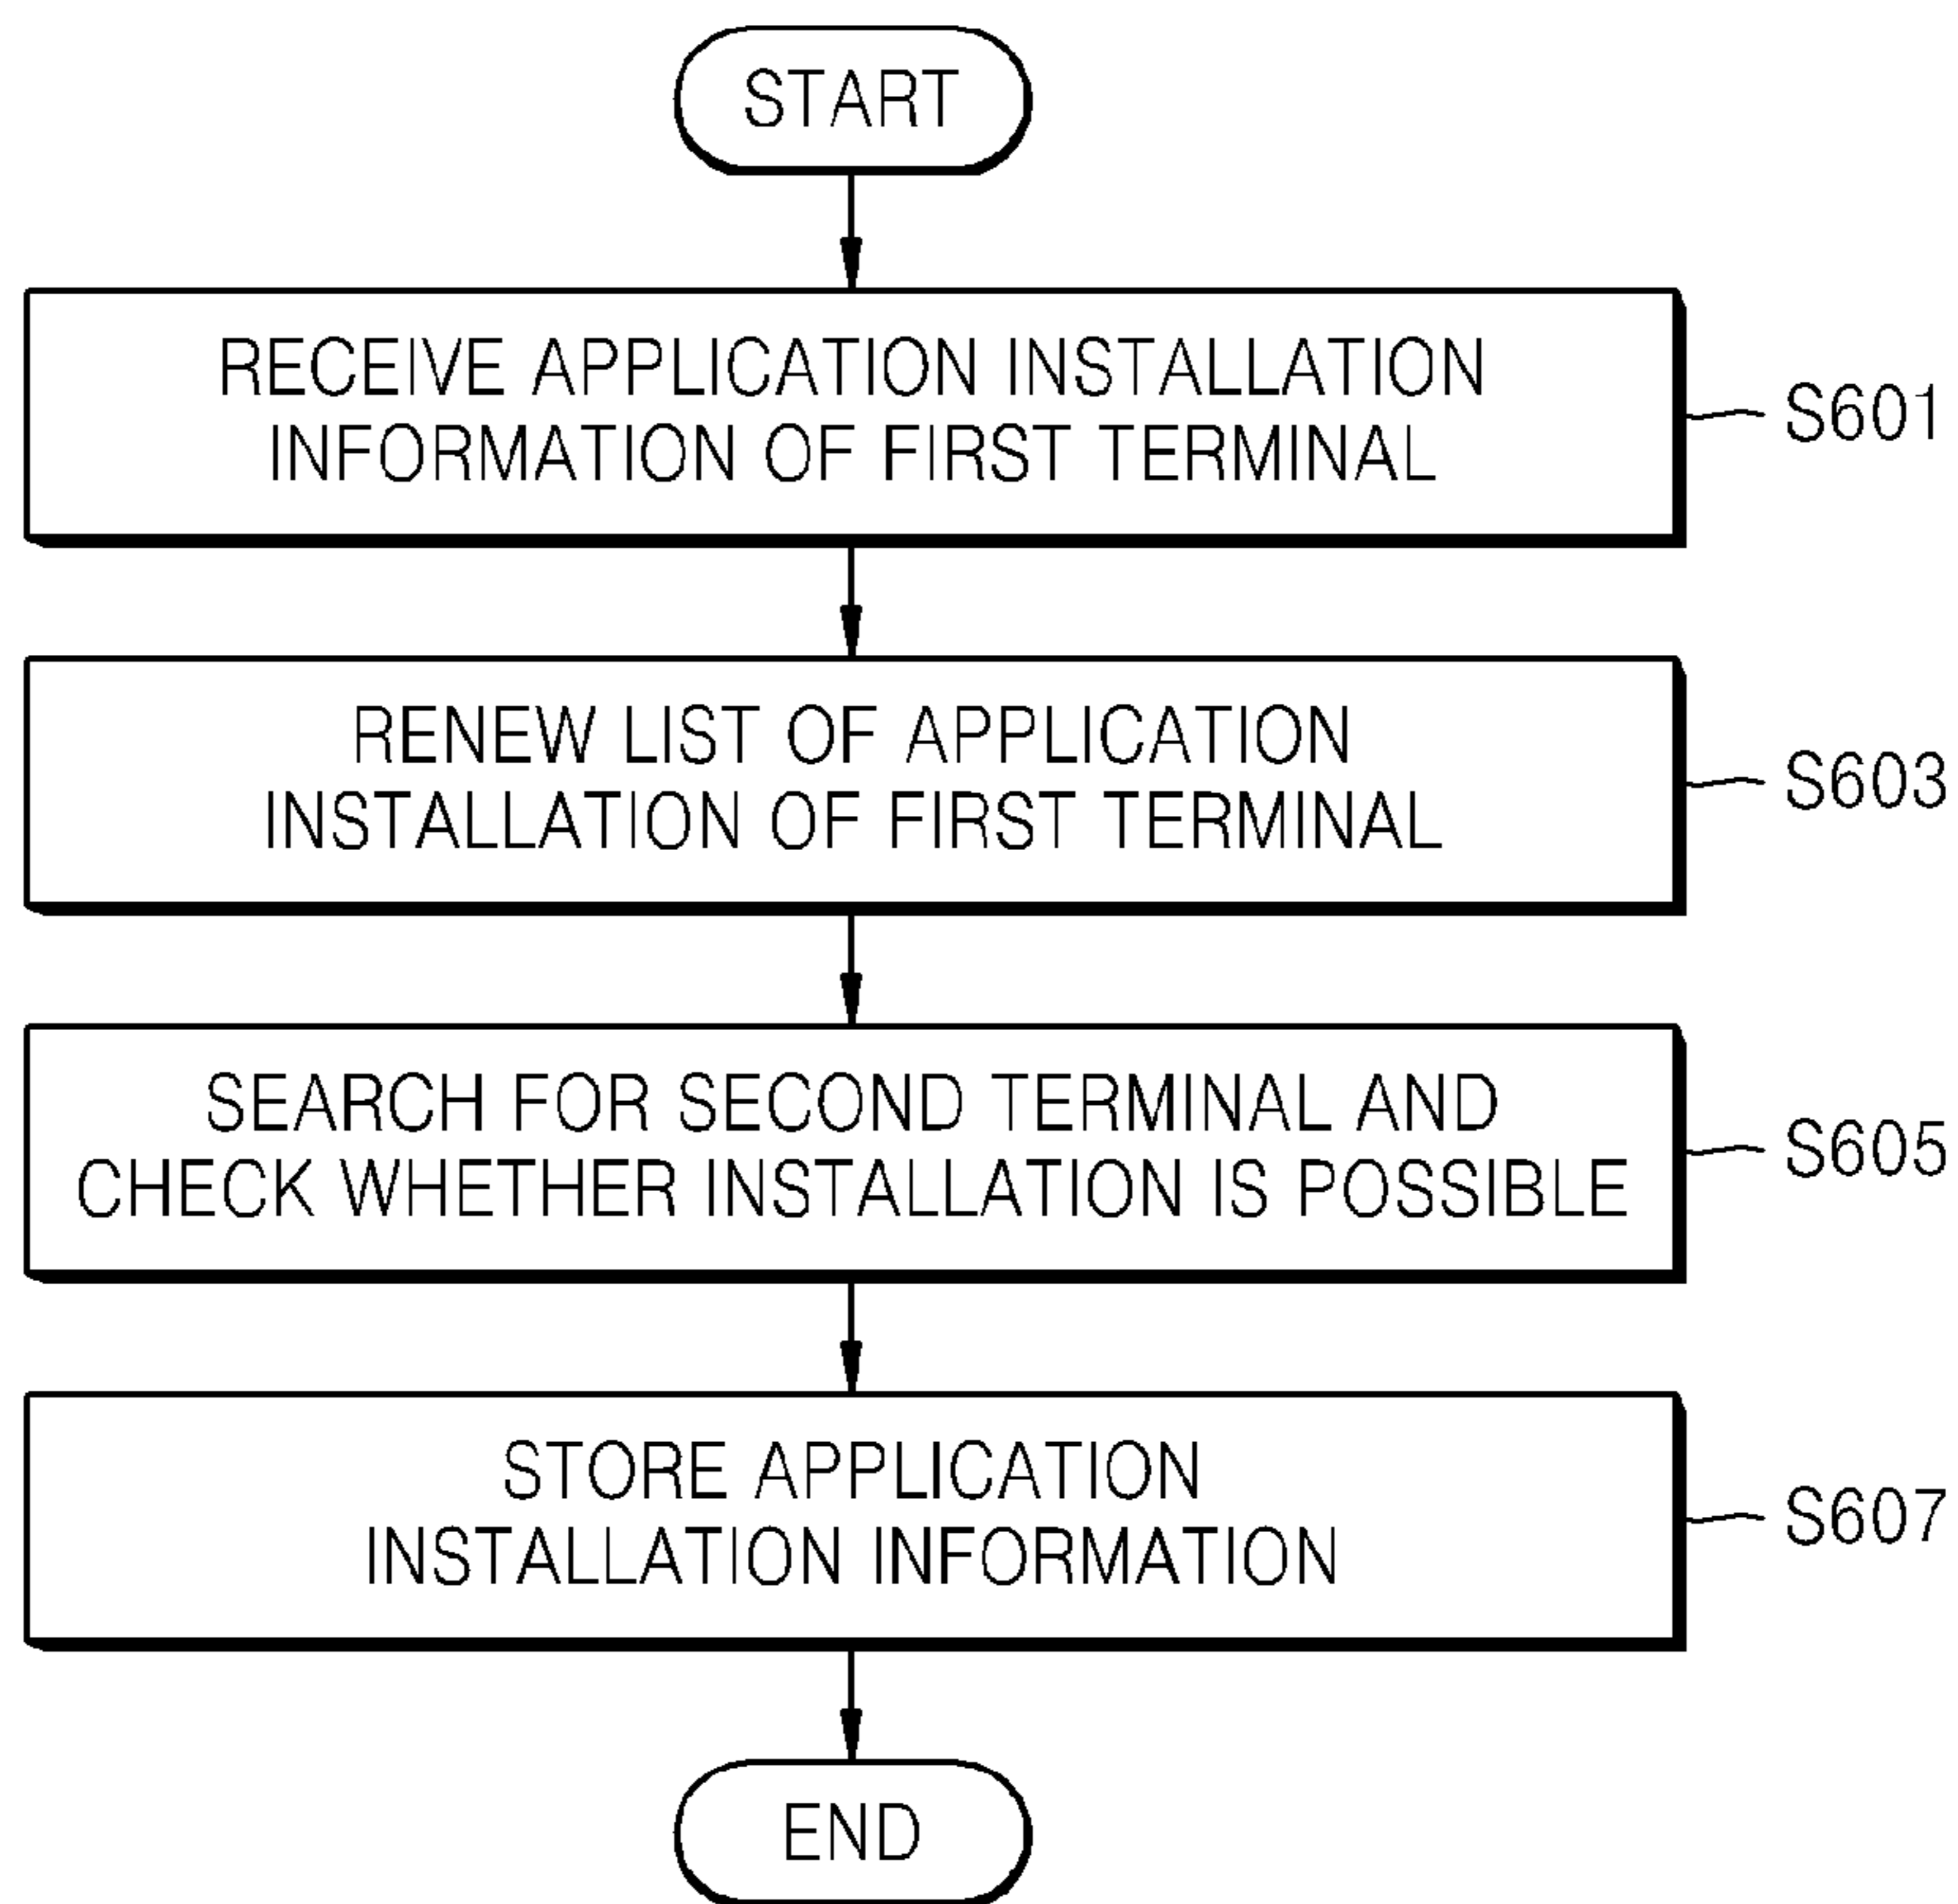 START
RECEIVE APPLICATION INSTALLATION
INFORMATION OF FIRST TERMINAL
S601
RENEW LIST OF APPLICATION
INSTALLATION OF FIRST TERMINAL
S603
SEARCH FOR SECOND TERMINAL AND
CHECK WHETHER INSTALLATION IS POSSIBLE
S605
STORE APPLICATION
INSTALLATION INFORMATION
S607
END